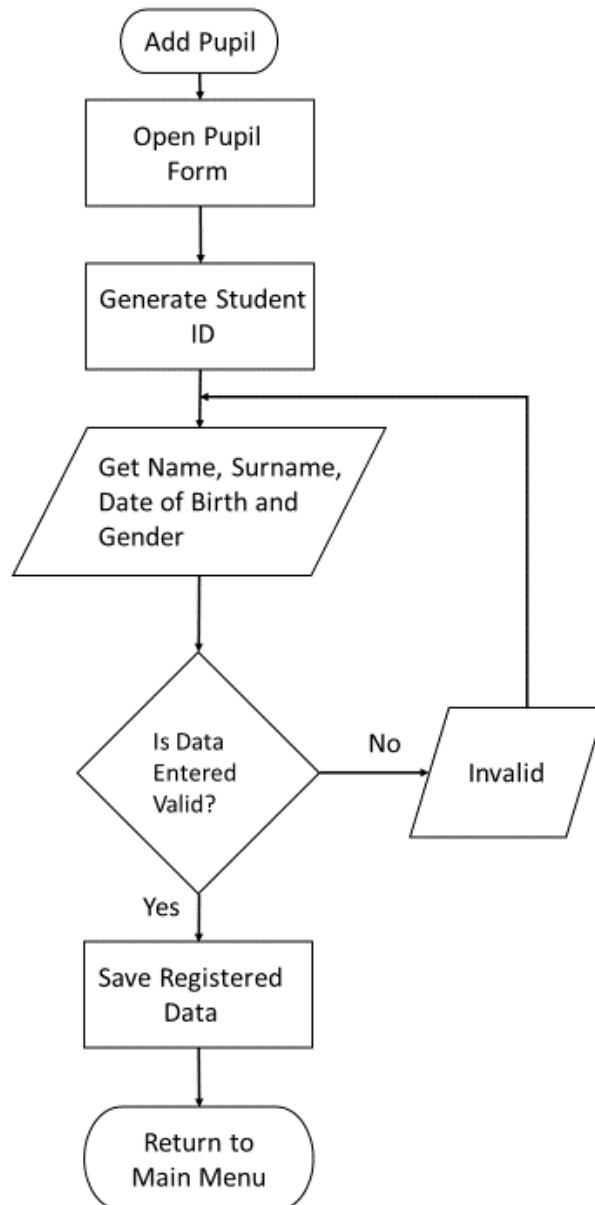 Add Pupil
Open Pupil
Form
Generate Student
ID
Get Name, Surname,
Date of Birth and
Gender
Is Data
Entered
Valid?
No
Invalid
Yes
Save Registered
Data
Return to
Main Menu